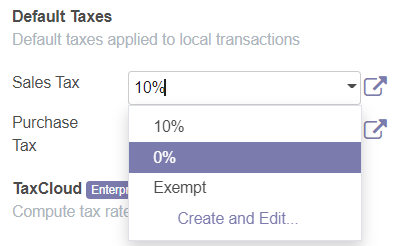 Default Taxes
Default taxes applied to local transactions
Sales Tax
10%
Purchase
Tax
10%
0%
Exempt
Create and Edit...
TaxCloud
Compute tax rate